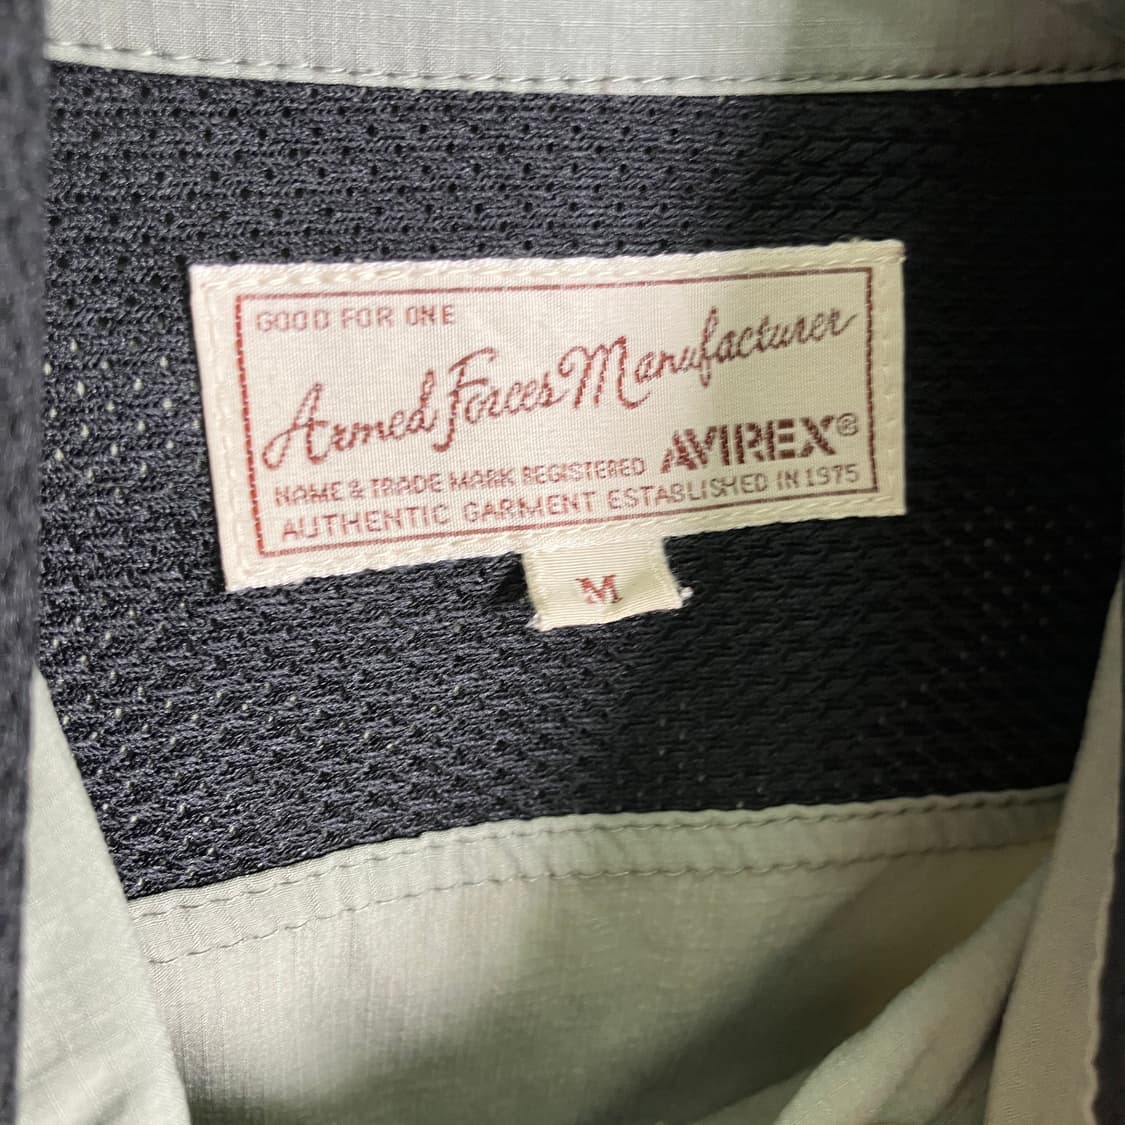 GOOD FOR ONE
Armed Forces Manufacturer
AVIREX®
NAME & TRADE MARK REGISTERED
AUTHENTIC GARMENT ESTABLISHED IN 1975
M